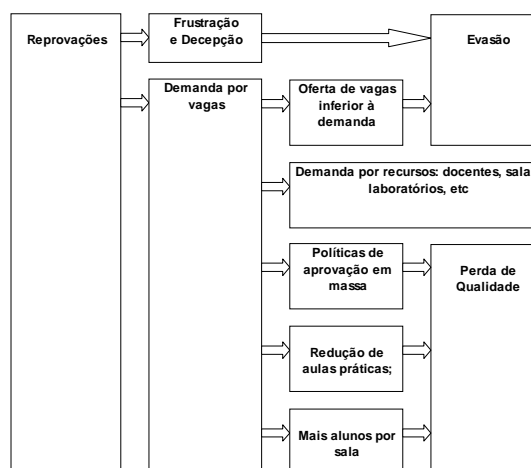 Reprovações
Frustração
e Decepção
Evasão
Demanda por
vagas
Oferta de vagas
inferior à
demanda
Demanda por recursos: docentes, sala
laboratórios, etc
Políticas de
aprovação em
massa
Perda de
Qualidade
Redução de
aulas práticas;
Mais alunos por
sala